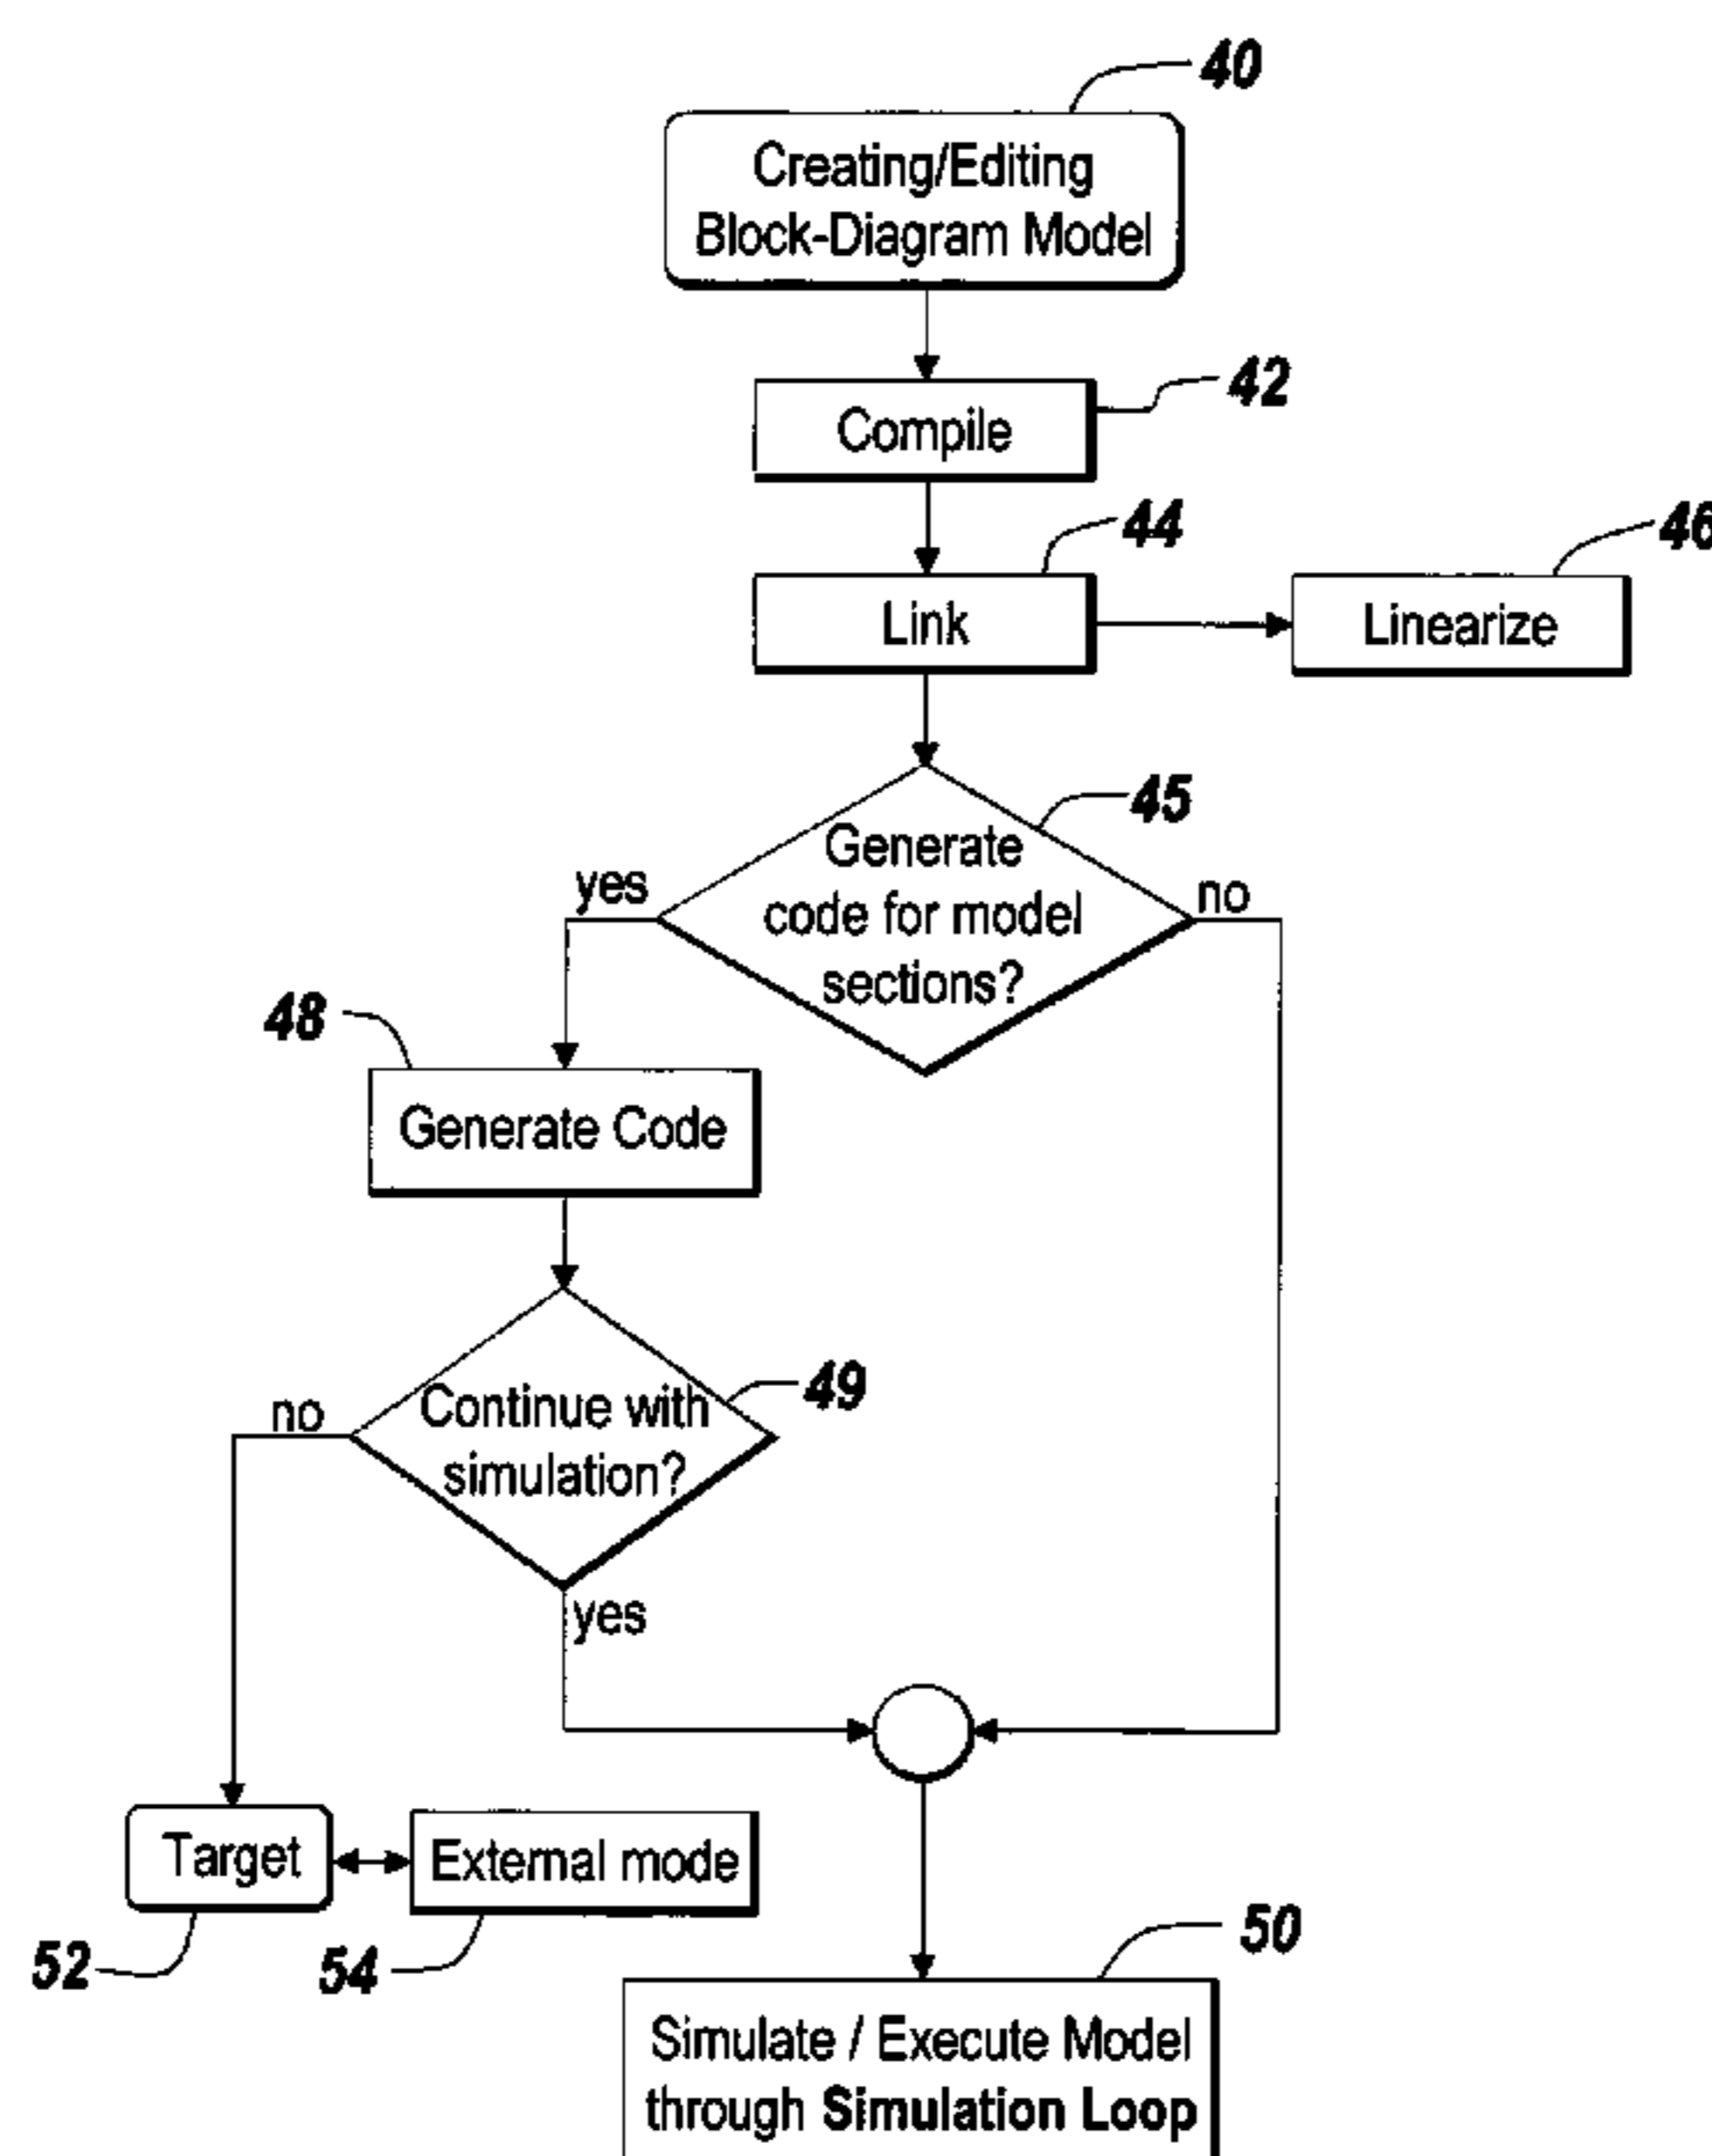 40
Creating/Editing
Block-Diagram Model
42
Compile
44
46
Link
Linearize
45
Generate
code for model
sections?
yes
no
48
Generate Code
49
Continue with
simulation?
no
yes
Target
External mode
52
54
50
Simulate / Execute Model
through Simulation Loop